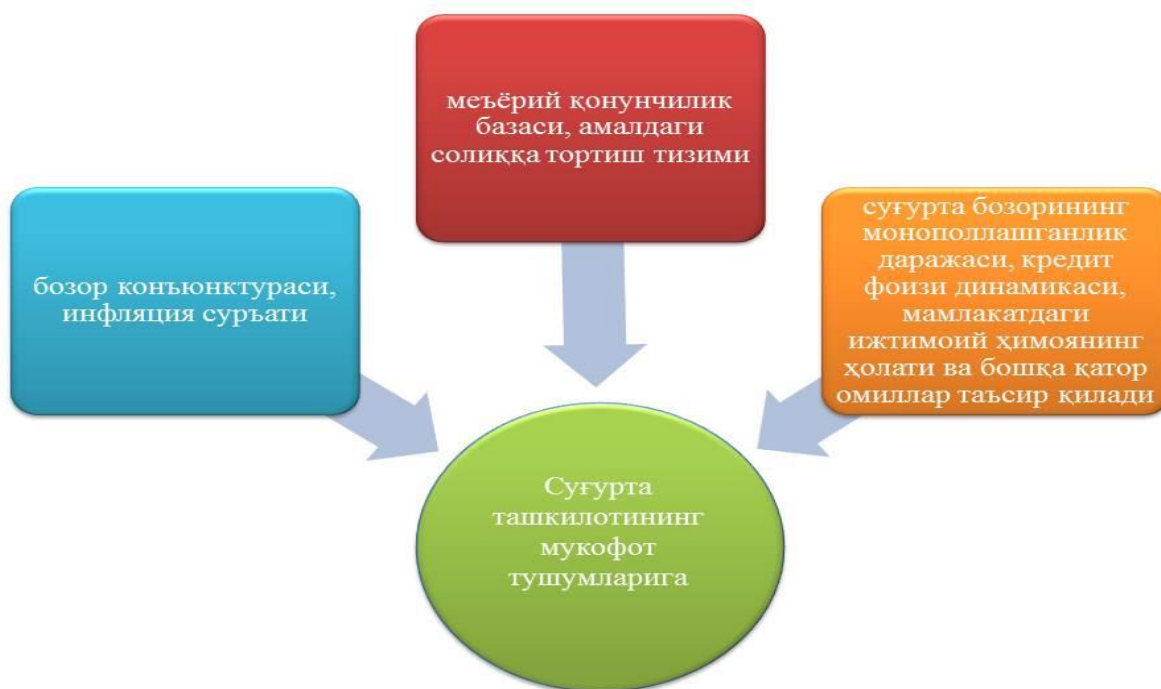 меъёрий қонунчилик
базаси, амалдаги
солиққа тортиш тизими
бозор конъюнктураси,
инфляция суръати
суғурта бозорининг
монополлашганлик
даражаси, кредит
фоизи динамикаси,
мамлакатдаги
ижтимоий ҳимоянинг
ҳолати ва бошқа қатор
омиллар таъсир қилади
Суғурта
ташкилотининг
мукофот
тушумларига